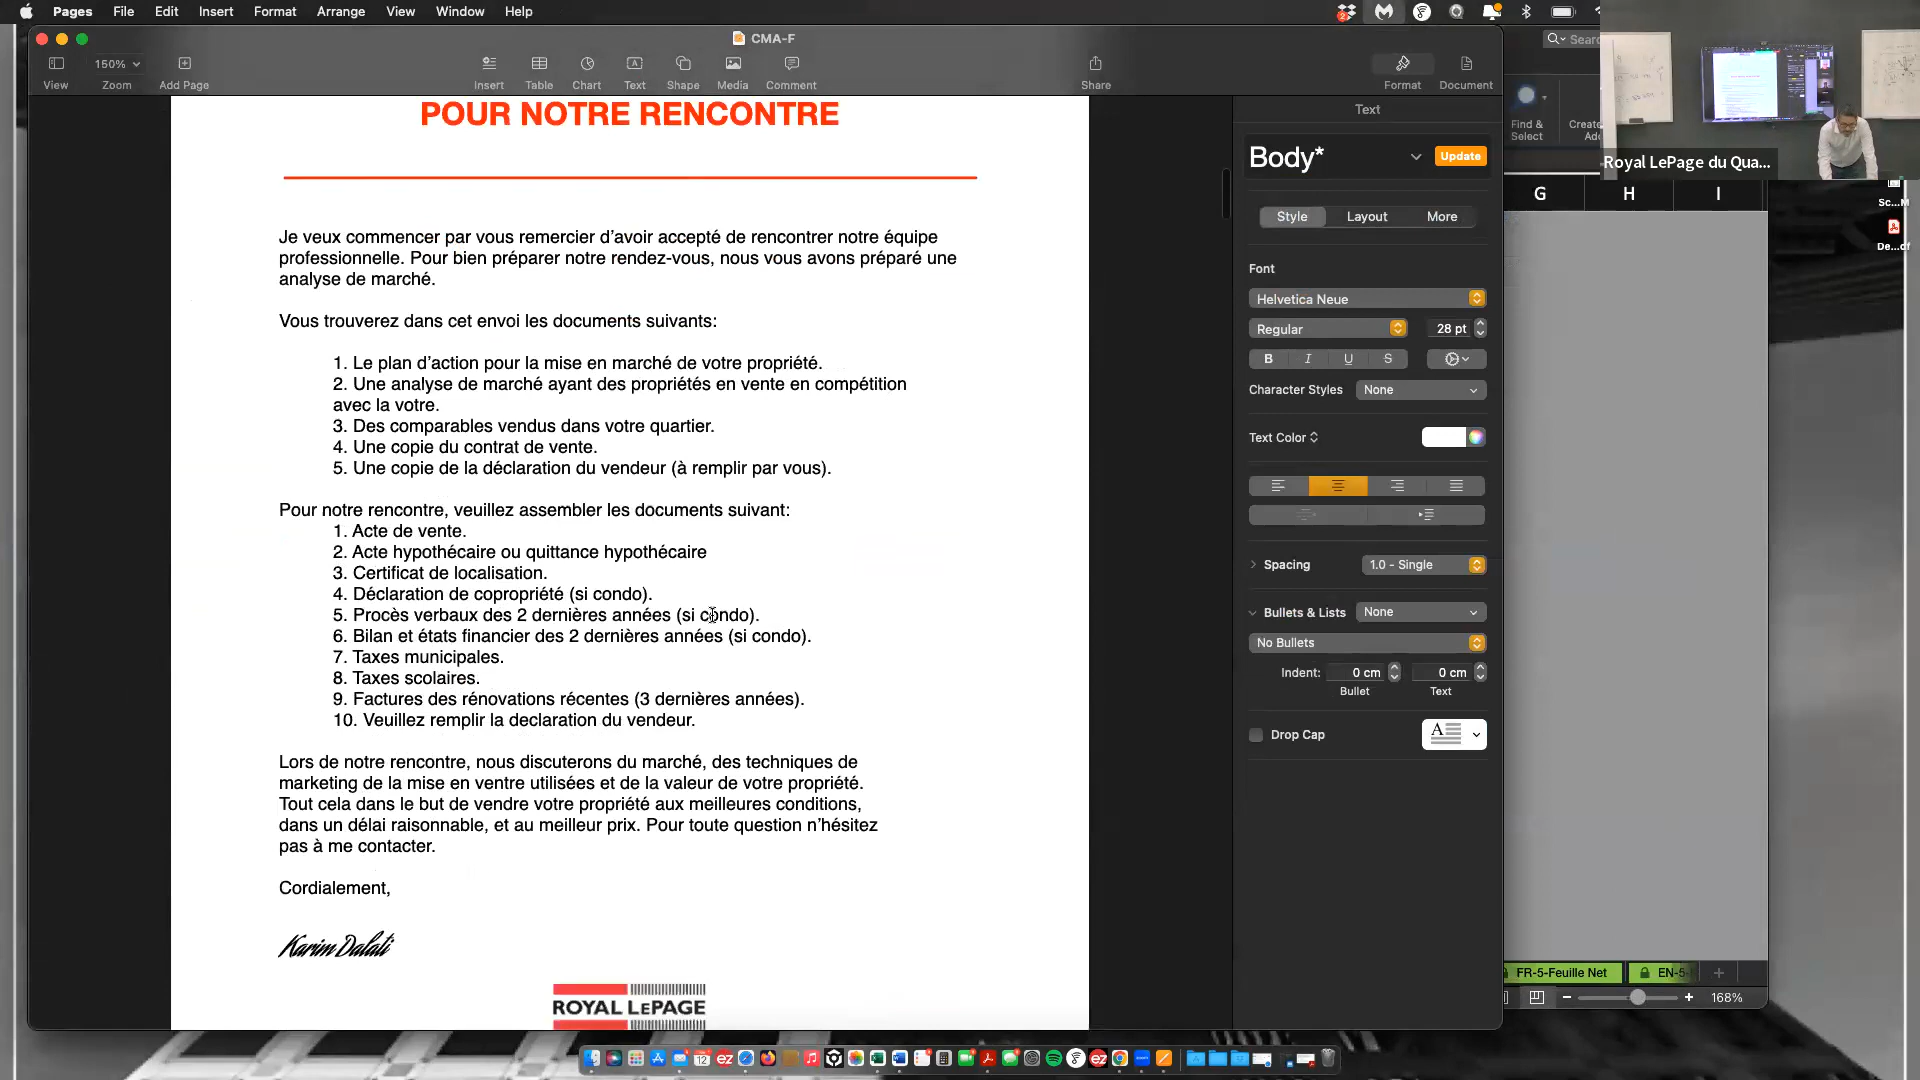 Pages File Edit Insert Format Arrange View Window Help
CMA-F
150%
View Zoom Add Page Insert Table Chart Text Shape Media Comment Share Format Document
POUR NOTRE RENCONTRE
Je veux commencer par vous remercier d’avoir accepté de rencontrer notre équipe
professionnelle. Pour bien préparer notre rendez-vous, nous vous avons préparé une
analyse de marché.
Vous trouverez dans cet envoi les documents suivants:
1. Le plan d’action pour la mise en marché de votre propriété.
2. Une analyse de marché ayant des propriétés en vente en compétition
avec la votre.
3. Des comparables vendus dans votre quartier.
4. Une copie du contrat de vente.
5. Une copie de la déclaration du vendeur (à remplir par vous).
Pour notre rencontre, veuillez assembler les documents suivant:
1. Acte de vente.
2. Acte hypothécaire ou quittance hypothécaire
3. Certificat de localisation.
4. Déclaration de copropriété (si condo).
5. Procès verbaux des 2 dernières années (si condo).
6. Bilan et états financier des 2 dernières années (si condo).
7. Taxes municipales.
8. Taxes scolaires.
9. Factures des rénovations récentes (3 dernières années).
10. Veuillez remplir la declaration du vendeur.
Lors de notre rencontre, nous discuterons du marché, des techniques de
marketing de la mise en ventre utilisées et de la valeur de votre propriété.
Tout cela dans le but de vendre votre propriété aux meilleures conditions,
dans un délai raisonnable, et au meilleur prix. Pour toute question n’hésitez
pas à me contacter.
Cordialement,
Karim Dalati
ROYAL LEPAGE
Text
Body* Update
Style Layout More
Font
Helvetica Neue
Regular 28 pt
B I U S
Character Styles None
Text Color
Spacing 1.0 - Single
Bullets & Lists None
No Bullets
Indent: 0 cm 0 cm
Bullet Text
A
Drop Cap
Sear
Find &
Select
Create
Royal LePage du Qua...
G H I
Sc...M
De...df
FR-5-Feuille Net EN-5-
168%